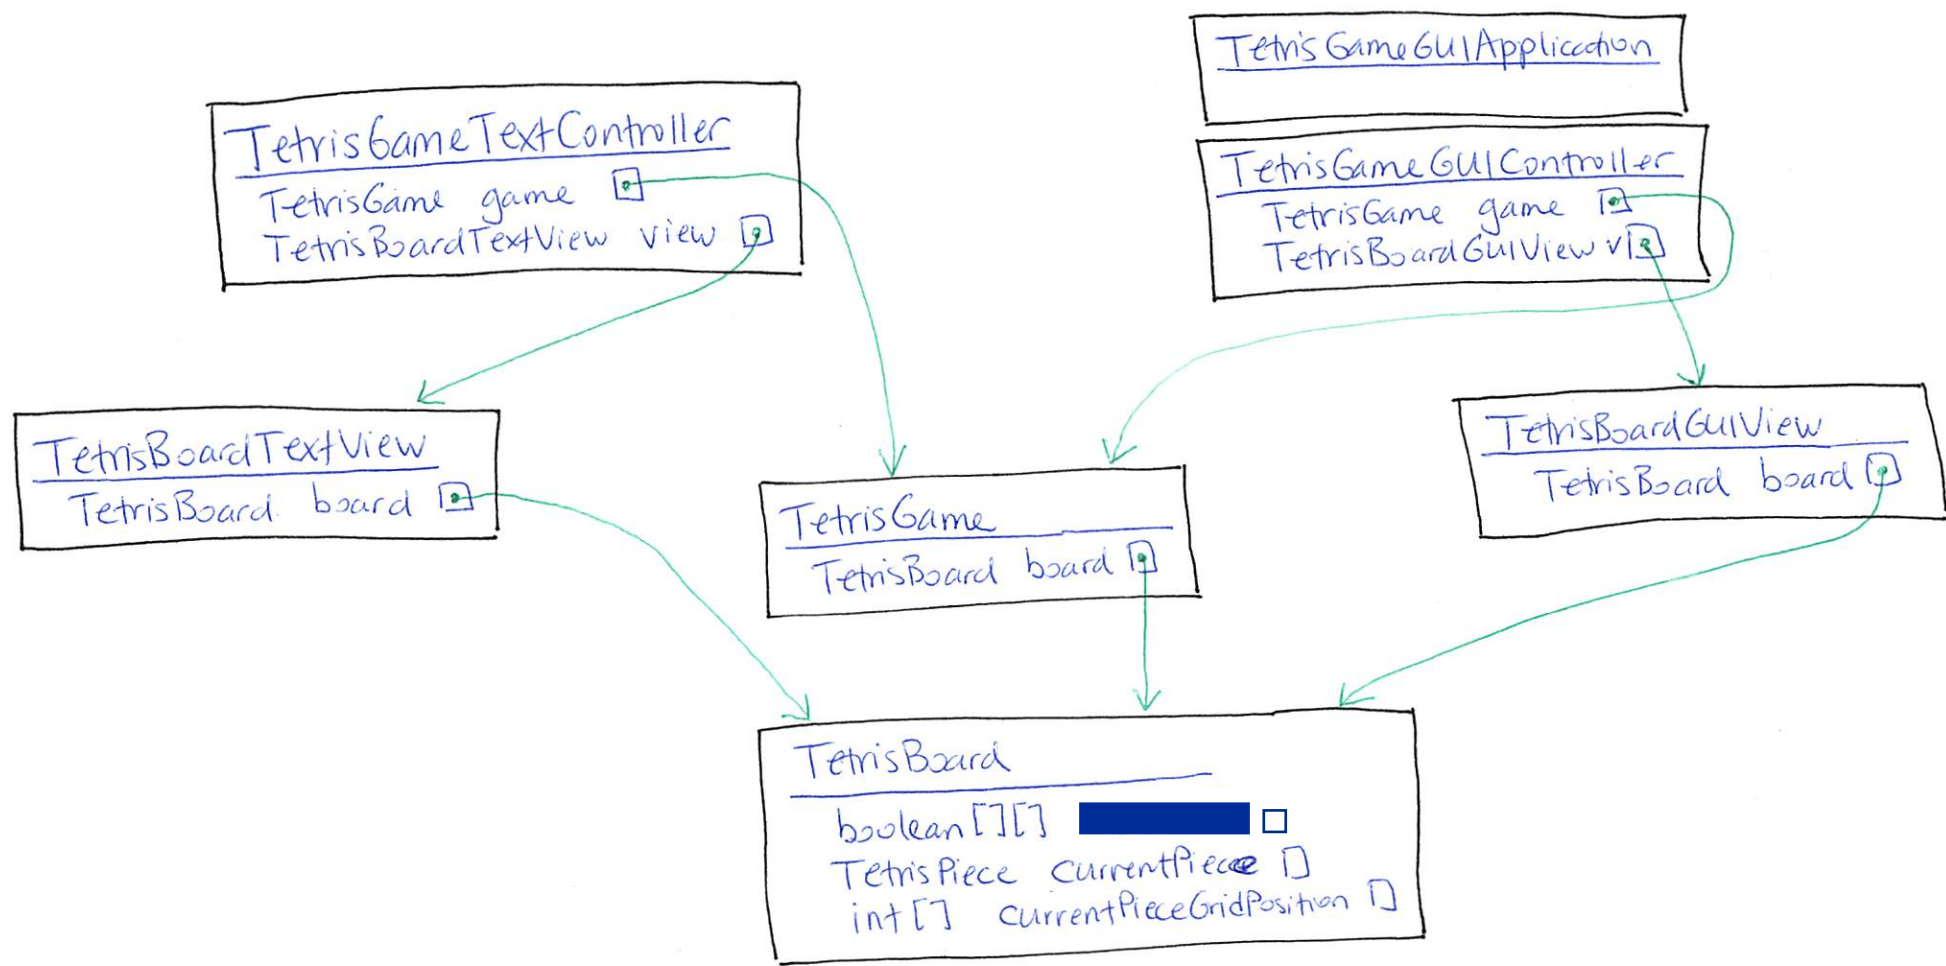 TetrisGameGUIApplication
TetrisGameTextController
TetrisGame game
TetrisBoardTextView view
TetrisGameGUIController
TetrisGame game
TetrisBoardGUIView v
TetrisBoardTextView
TetrisBoard board
TetrisGame
TetrisBoard board
TetrisBoardGUIView
TetrisBoard board
TetrisBoard
boolean[][]
TetrisPiece currentPiece
int[] currentPieceGridPosition